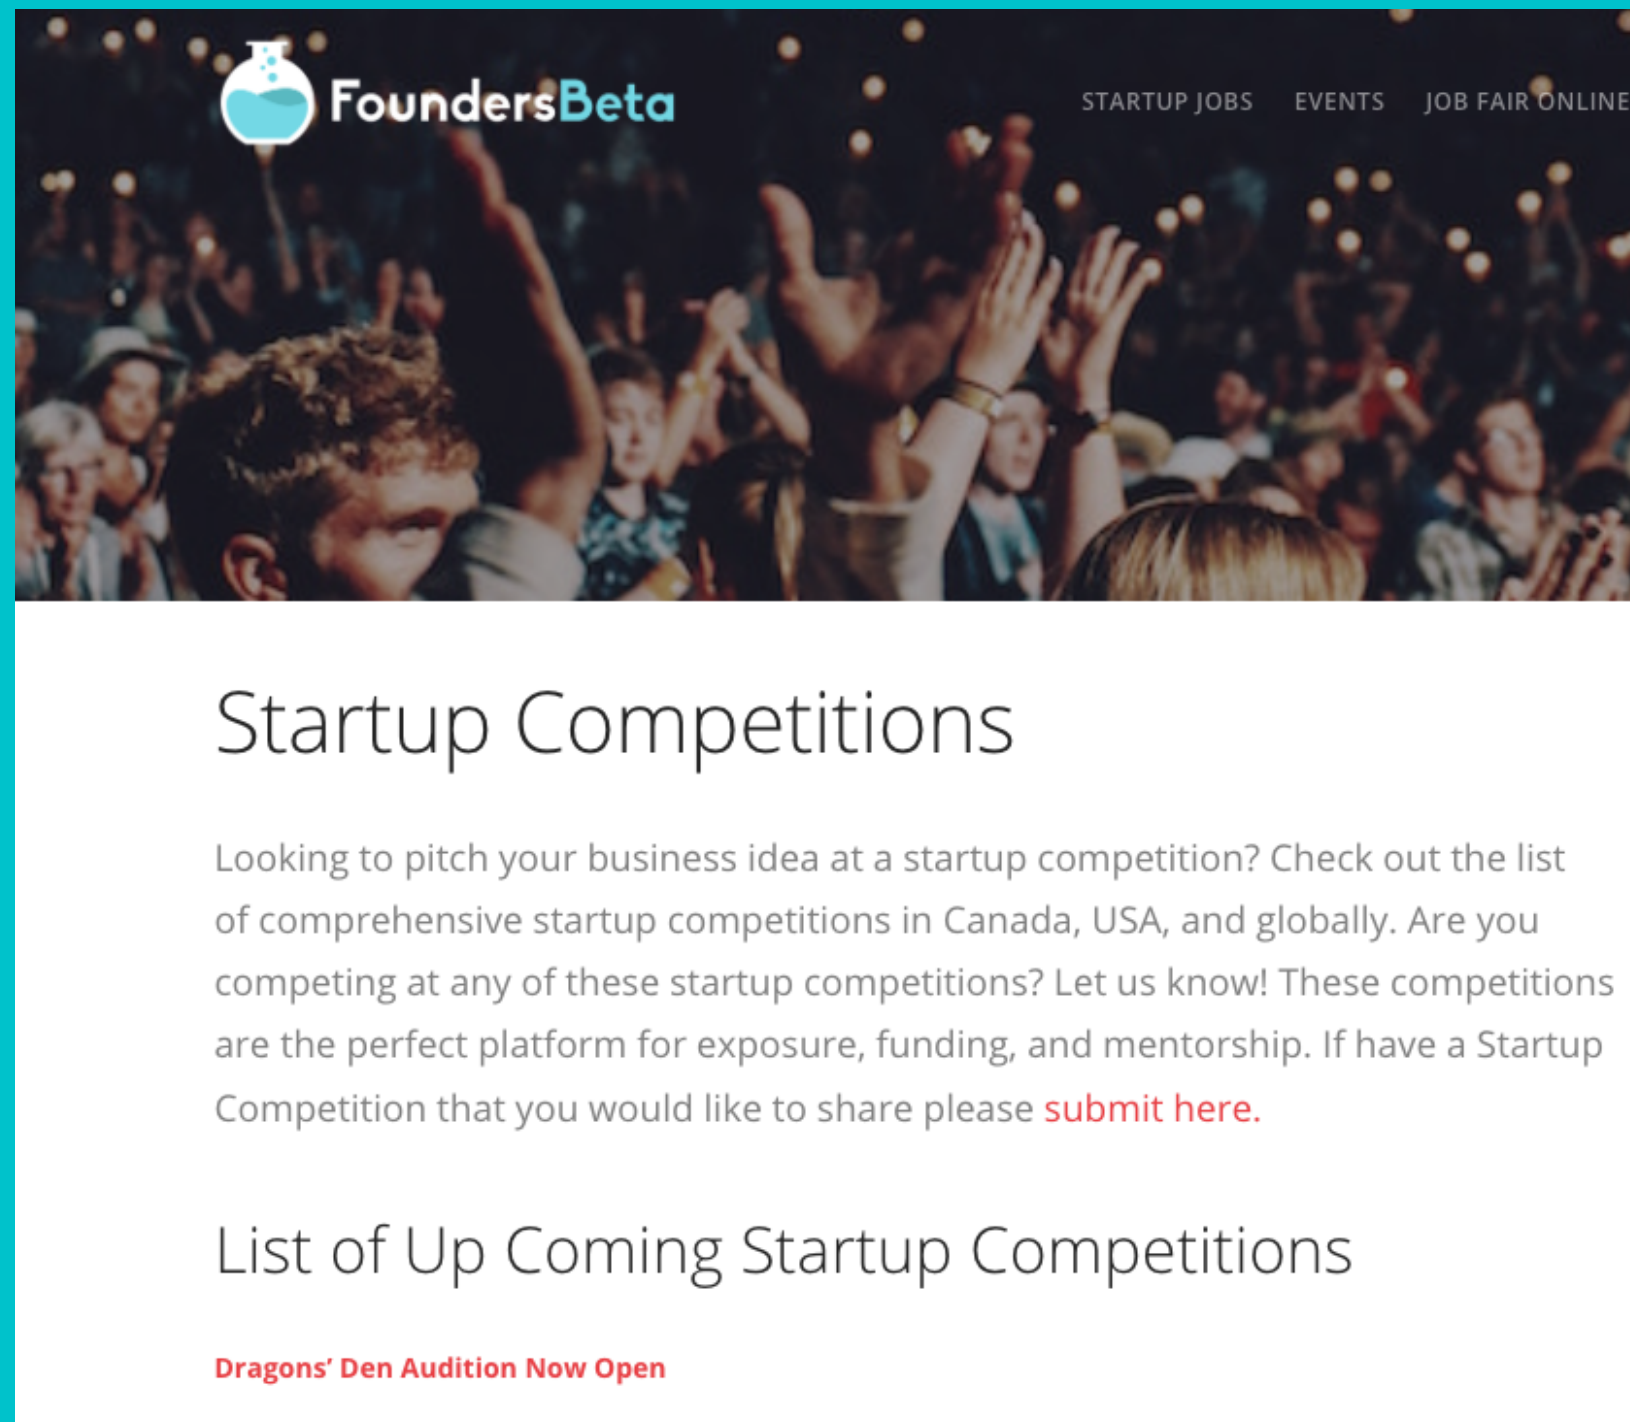 FoundersBeta
STARTUP JOBS EVENTS JOB FAIR ONLINE
Startup Competitions
Looking to pitch your business idea at a startup competition? Check out the list
of comprehensive startup competitions in Canada, USA, and globally. Are you
competing at any of these startup competitions? Let us know! These competitions
are the perfect platform for exposure, funding, and mentorship. If have a Startup
Competition that you would like to share please submit here.
List of Up Coming Startup Competitions
Dragons’ Den Audition Now Open